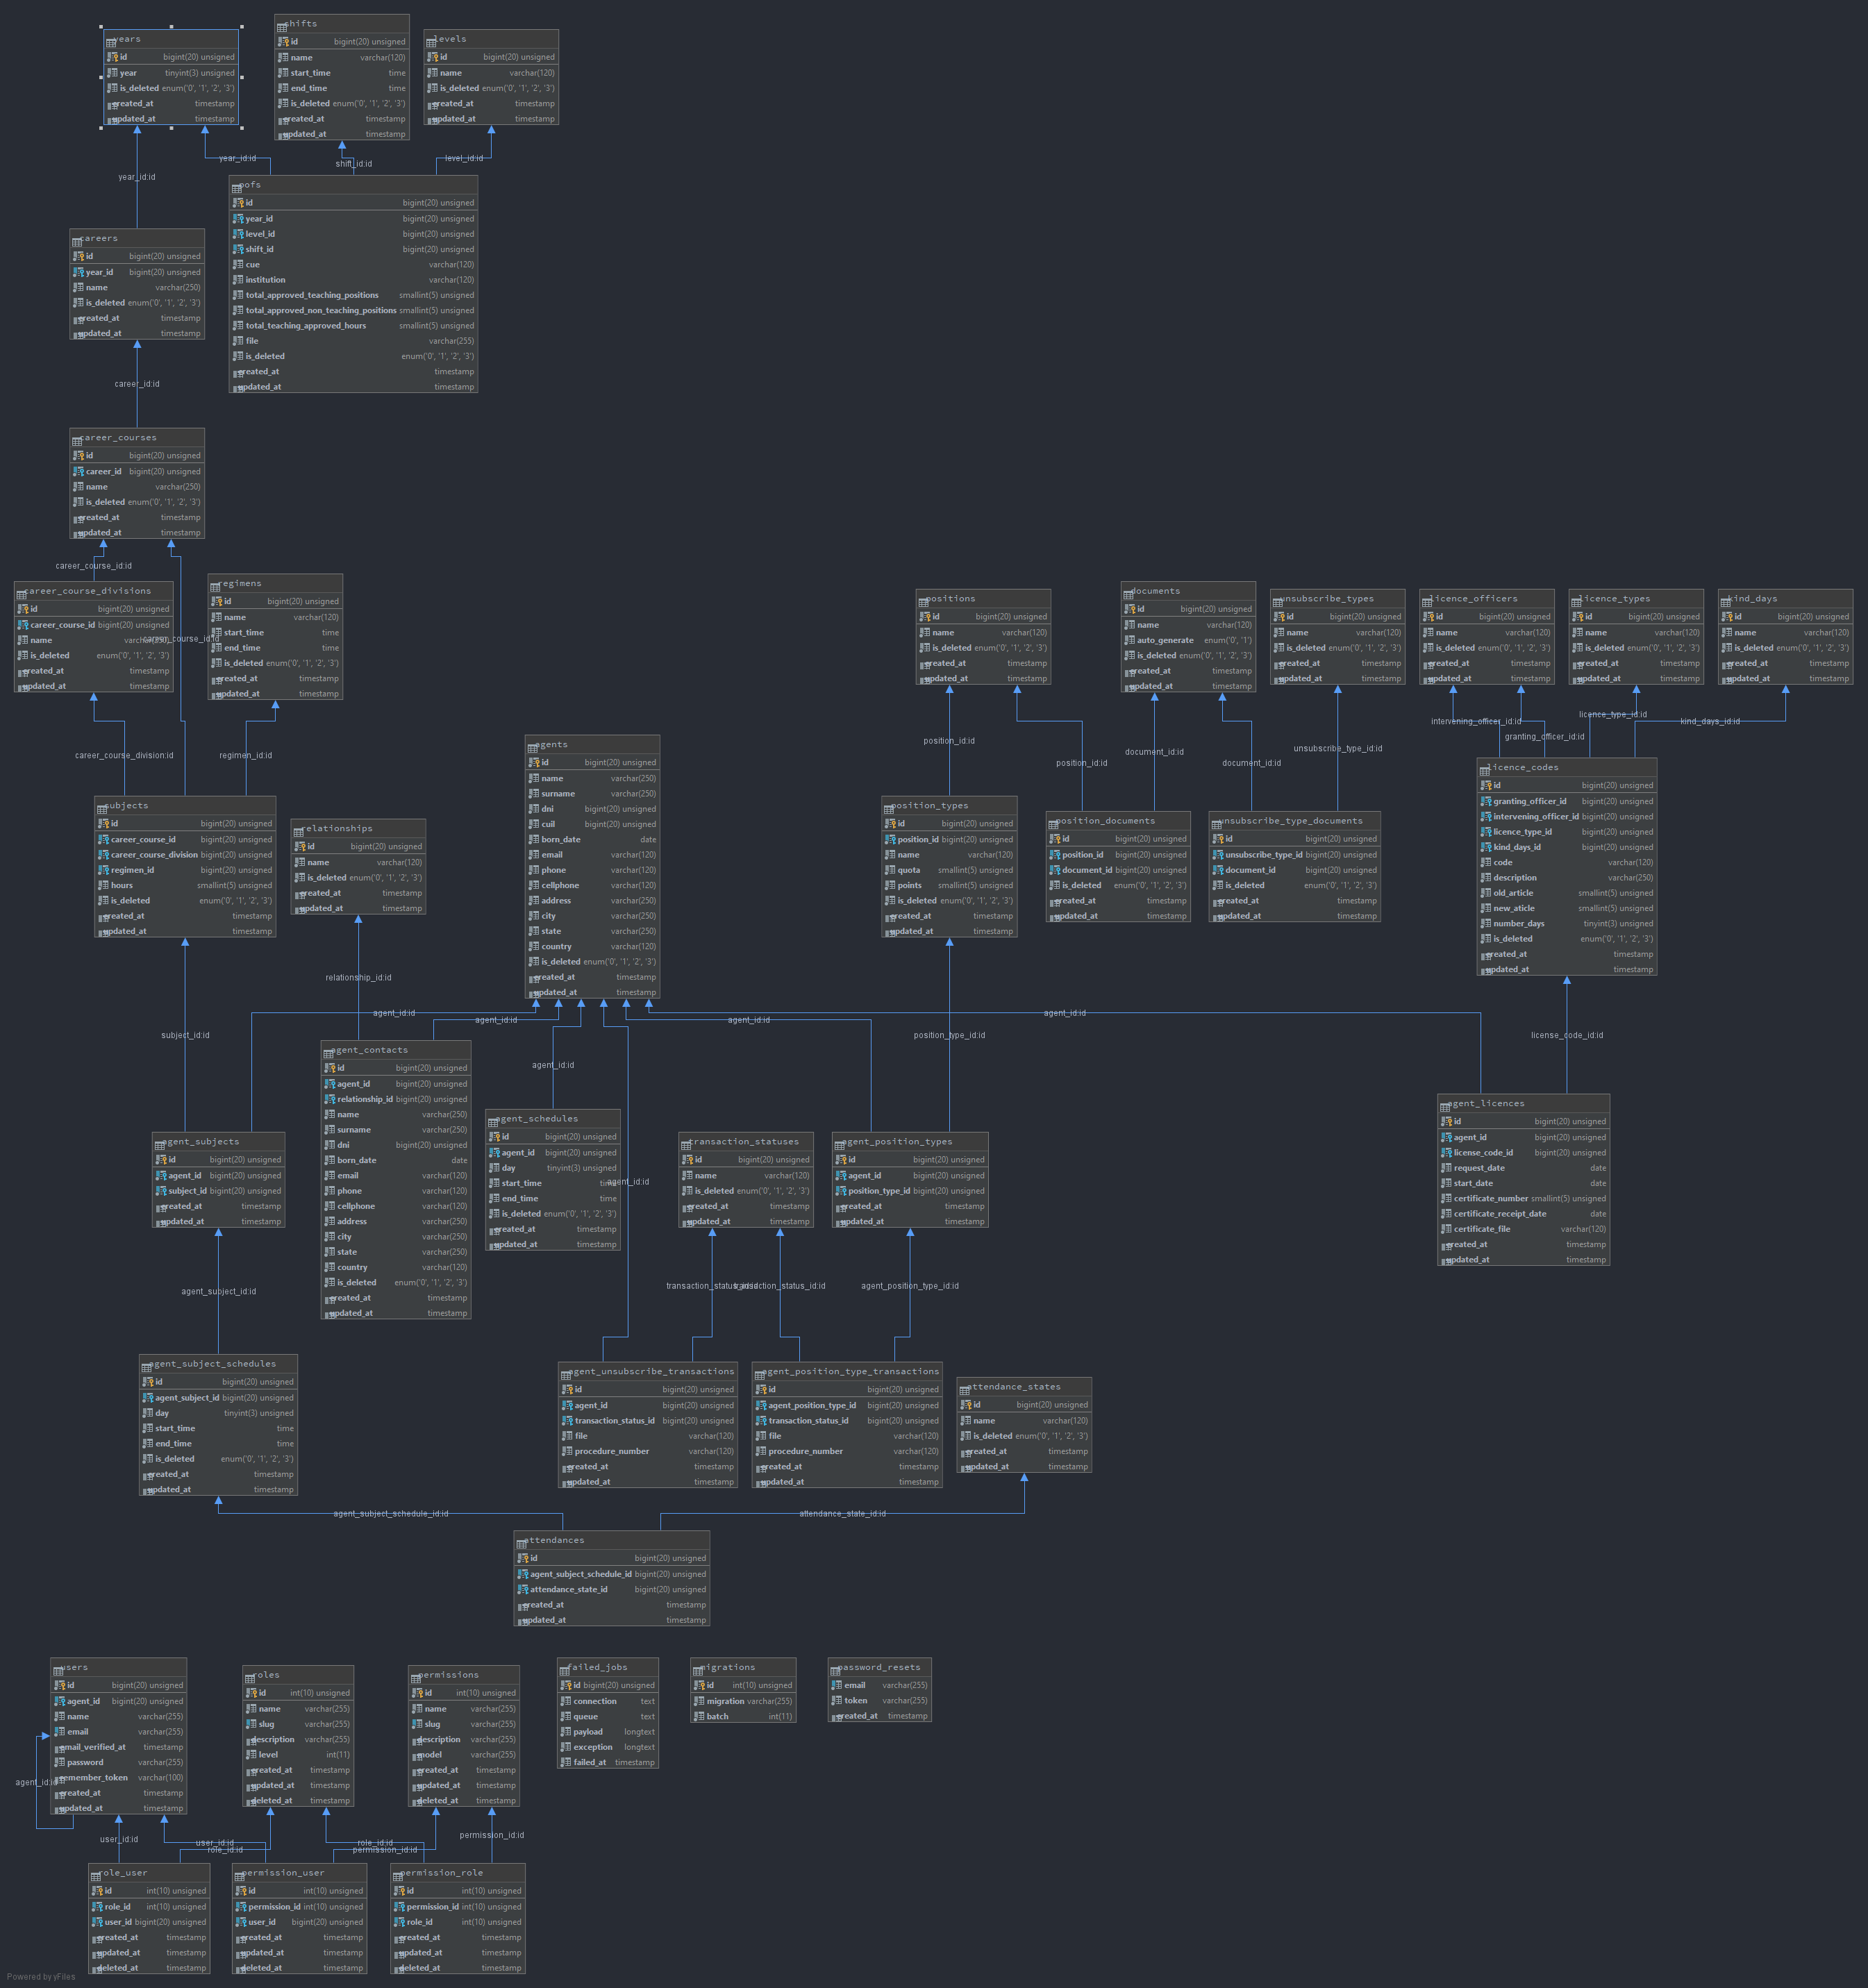 years
id bigint(20) unsigned
year tinyint(3) unsigned
is_deleted enum('0', '1', '2', '3')
created_at timestamp
updated_at timestamp
shifts
id bigint(20) unsigned
name varchar(120)
start_time time
end_time time
is_deleted enum('0', '1', '2', '3')
created_at timestamp
updated_at timestamp
levels
id bigint(20) unsigned
name varchar(120)
is_deleted enum('0', '1', '2', '3')
created_at timestamp
updated_at timestamp
year_id:id
shift_id:id
level_id:id
year_id:id
pofs
id bigint(20) unsigned
year_id bigint(20) unsigned
level_id bigint(20) unsigned
shift_id bigint(20) unsigned
cue varchar(120)
institution varchar(120)
total_approved_teaching_positions smallint(5) unsigned
total_approved_non_teaching_positions smallint(5) unsigned
total_teaching_approved_hours smallint(5) unsigned
file varchar(255)
is_deleted enum('0', '1', '2', '3')
created_at timestamp
updated_at timestamp
careers
id bigint(20) unsigned
year_id bigint(20) unsigned
name varchar(250)
is_deleted enum('0', '1', '2', '3')
created_at timestamp
updated_at timestamp
career_id:id
career_courses
id bigint(20) unsigned
career_id bigint(20) unsigned
name varchar(250)
is_deleted enum('0', '1', '2', '3')
created_at timestamp
updated_at timestamp
career_course_id:id
career_course_divisions
id bigint(20) unsigned
career_course_id bigint(20) unsigned
name varchar(250)
is_deleted enum('0', '1', '2', '3')
created_at timestamp
updated_at timestamp
career_course_id:id
regimens
id bigint(20) unsigned
name varchar(120)
start_time time
end_time time
is_deleted enum('0', '1', '2', '3')
created_at timestamp
updated_at timestamp
positions
id bigint(20) unsigned
name varchar(120)
is_deleted enum('0', '1', '2', '3')
created_at timestamp
updated_at timestamp
documents
id bigint(20) unsigned
name varchar(120)
auto_generate enum('0', '1')
is_deleted enum('0', '1', '2', '3')
created_at timestamp
updated_at timestamp
unsubscribe_types
id bigint(20) unsigned
name varchar(120)
is_deleted enum('0', '1', '2', '3')
created_at timestamp
updated_at timestamp
licence_officers
id bigint(20) unsigned
name varchar(120)
is_deleted enum('0', '1', '2', '3')
created_at timestamp
updated_at timestamp
licence_types
id bigint(20) unsigned
name varchar(120)
is_deleted enum('0', '1', '2', '3')
created_at timestamp
updated_at timestamp
kind_days
id bigint(20) unsigned
name varchar(120)
is_deleted enum('0', '1', '2', '3')
created_at timestamp
updated_at timestamp
career_course_division:id
regimen_id:id
position_id:id
position_id:id
document_id:id
document_id:id
unsubscribe_type_id:id
intervening_officer_id:id
granting_officer_id:id
licence_type_id:id
kind_days_id:id
agents
id bigint(20) unsigned
name varchar(250)
surname varchar(250)
dni bigint(20) unsigned
cuil bigint(20) unsigned
born_date date
email varchar(120)
phone varchar(120)
cellphone varchar(120)
address varchar(250)
city varchar(250)
state varchar(250)
country varchar(120)
is_deleted enum('0', '1', '2', '3')
created_at timestamp
updated_at timestamp
licence_codes
id bigint(20) unsigned
granting_officer_id bigint(20) unsigned
intervening_officer_id bigint(20) unsigned
licence_type_id bigint(20) unsigned
kind_days_id bigint(20) unsigned
code varchar(120)
description varchar(250)
old_article smallint(5) unsigned
new_aticle smallint(5) unsigned
number_days tinyint(3) unsigned
is_deleted enum('0', '1', '2', '3')
created_at timestamp
updated_at timestamp
subjects
id bigint(20) unsigned
career_course_id bigint(20) unsigned
career_course_division bigint(20) unsigned
regimen_id bigint(20) unsigned
hours smallint(5) unsigned
is_deleted enum('0', '1', '2', '3')
created_at timestamp
updated_at timestamp
relationships
id bigint(20) unsigned
name varchar(120)
is_deleted enum('0', '1', '2', '3')
created_at timestamp
updated_at timestamp
position_types
id bigint(20) unsigned
position_id bigint(20) unsigned
name varchar(120)
quota smallint(5) unsigned
points smallint(5) unsigned
is_deleted enum('0', '1', '2', '3')
created_at timestamp
updated_at timestamp
position_documents
id bigint(20) unsigned
position_id bigint(20) unsigned
document_id bigint(20) unsigned
is_deleted enum('0', '1', '2', '3')
created_at timestamp
updated_at timestamp
unsubscribe_type_documents
id bigint(20) unsigned
unsubscribe_type_id bigint(20) unsigned
document_id bigint(20) unsigned
is_deleted enum('0', '1', '2', '3')
created_at timestamp
updated_at timestamp
relationship_id:id
subject_id:id
agent_id:id
agent_id:id
agent_id:id
agent_id:id
agent_id:id
position_type_id:id
license_code_id:id
agent_contacts
id bigint(20) unsigned
agent_id bigint(20) unsigned
relationship_id bigint(20) unsigned
name varchar(250)
surname varchar(250)
dni bigint(20) unsigned
born_date date
email varchar(120)
phone varchar(120)
cellphone varchar(120)
address varchar(250)
city varchar(250)
state varchar(250)
country varchar(120)
is_deleted enum('0', '1', '2', '3')
created_at timestamp
updated_at timestamp
agent_schedules
id bigint(20) unsigned
agent_id bigint(20) unsigned
day tinyint(3) unsigned
start_time time
end_time time
is_deleted enum('0', '1', '2', '3')
created_at timestamp
updated_at timestamp
agent_id:id
agent_subjects
id bigint(20) unsigned
agent_id bigint(20) unsigned
subject_id bigint(20) unsigned
created_at timestamp
updated_at timestamp
transaction_statuses
id bigint(20) unsigned
name varchar(120)
is_deleted enum('0', '1', '2', '3')
created_at timestamp
updated_at timestamp
agent_position_types
id bigint(20) unsigned
agent_id bigint(20) unsigned
position_type_id bigint(20) unsigned
created_at timestamp
updated_at timestamp
agent_licences
id bigint(20) unsigned
agent_id bigint(20) unsigned
license_code_id bigint(20) unsigned
request_date date
start_date date
certificate_number smallint(5) unsigned
certificate_receipt_date date
certificate_file varchar(120)
created_at timestamp
updated_at timestamp
agent_subject_id:id
transaction_status_id:id
transaction_status_id:id
agent_position_type_id:id
agent_subject_schedules
id bigint(20) unsigned
agent_subject_id bigint(20) unsigned
day tinyint(3) unsigned
start_time time
end_time time
is_deleted enum('0', '1', '2', '3')
created_at timestamp
updated_at timestamp
agent_unsubscribe_transactions
id bigint(20) unsigned
agent_id bigint(20) unsigned
transaction_status_id bigint(20) unsigned
file varchar(120)
procedure_number varchar(120)
created_at timestamp
updated_at timestamp
agent_position_type_transactions
id bigint(20) unsigned
agent_position_type_id bigint(20) unsigned
transaction_status_id bigint(20) unsigned
file varchar(120)
procedure_number varchar(120)
created_at timestamp
updated_at timestamp
attendance_states
id bigint(20) unsigned
name varchar(120)
is_deleted enum('0', '1', '2', '3')
created_at timestamp
updated_at timestamp
agent_subject_schedule_id:id
attendance_state_id:id
attendances
id bigint(20) unsigned
agent_subject_schedule_id bigint(20) unsigned
attendance_state_id bigint(20) unsigned
created_at timestamp
updated_at timestamp
users
id bigint(20) unsigned
agent_id bigint(20) unsigned
name varchar(255)
email varchar(255)
email_verified_at timestamp
password varchar(255)
remember_token varchar(100)
created_at timestamp
updated_at timestamp
agent_id:id
roles
id int(10) unsigned
name varchar(255)
slug varchar(255)
description varchar(255)
level int(11)
created_at timestamp
updated_at timestamp
deleted_at timestamp
permissions
id int(10) unsigned
name varchar(255)
slug varchar(255)
description varchar(255)
model varchar(255)
created_at timestamp
updated_at timestamp
deleted_at timestamp
failed_jobs
id bigint(20) unsigned
connection text
queue text
payload longtext
exception longtext
failed_at timestamp
migrations
id int(10) unsigned
migration varchar(255)
batch int(11)
password_resets
email varchar(255)
token varchar(255)
created_at timestamp
user_id:id
role_id:id
user_id:id
permission_id:id
role_id:id
permission_id:id
role_user
id int(10) unsigned
role_id int(10) unsigned
user_id bigint(20) unsigned
created_at timestamp
updated_at timestamp
deleted_at timestamp
permission_user
id int(10) unsigned
permission_id int(10) unsigned
user_id bigint(20) unsigned
created_at timestamp
updated_at timestamp
deleted_at timestamp
permission_role
id int(10) unsigned
permission_id int(10) unsigned
role_id int(10) unsigned
created_at timestamp
updated_at timestamp
deleted_at timestamp
Powered by yFiles